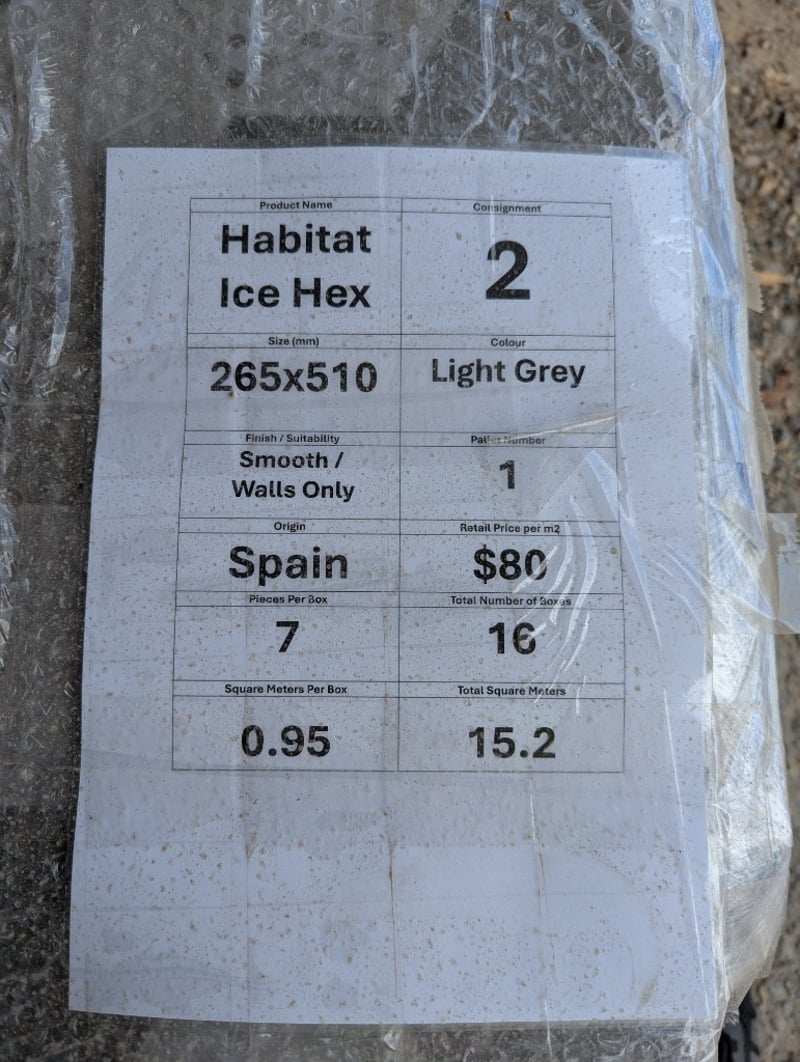 Product Name
Consignment
Habitat
Ice Hex
2
Size (mm)
Colour
265x510
Light Grey
Finish / Suitability
Pallet Number
Smooth /
Walls Only
1
Origin
Retail Price per m2
Spain
$80
Pieces Per Box
Total Number of Boxes
7
16
Square Meters Per Box
Total Square Meters
0.95
15.2